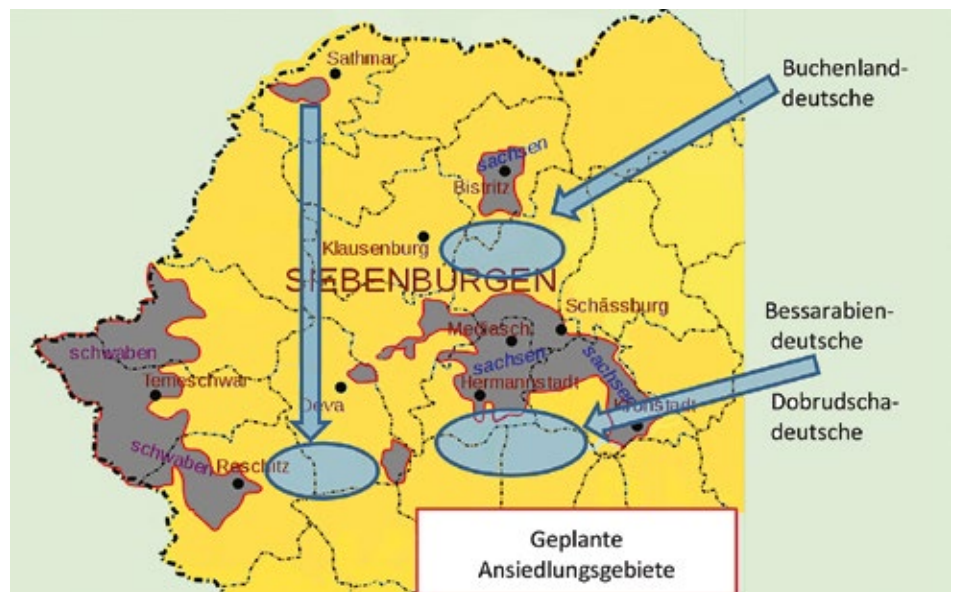 Sathmar
Buchenland-
deutsche
sachsen
Bistritz
Klausenburg
SIEBENBÜRGEN
Schässburg
Bessarabien-
deutsche
Mediasch
schwaben
sachsen
sachsen
Temeschwar
Hermannstadt
Deva
Kronstadt
Dobrudscha-
deutsche
schwaben
Reschitz
Geplante
Ansiedlungsgebiete